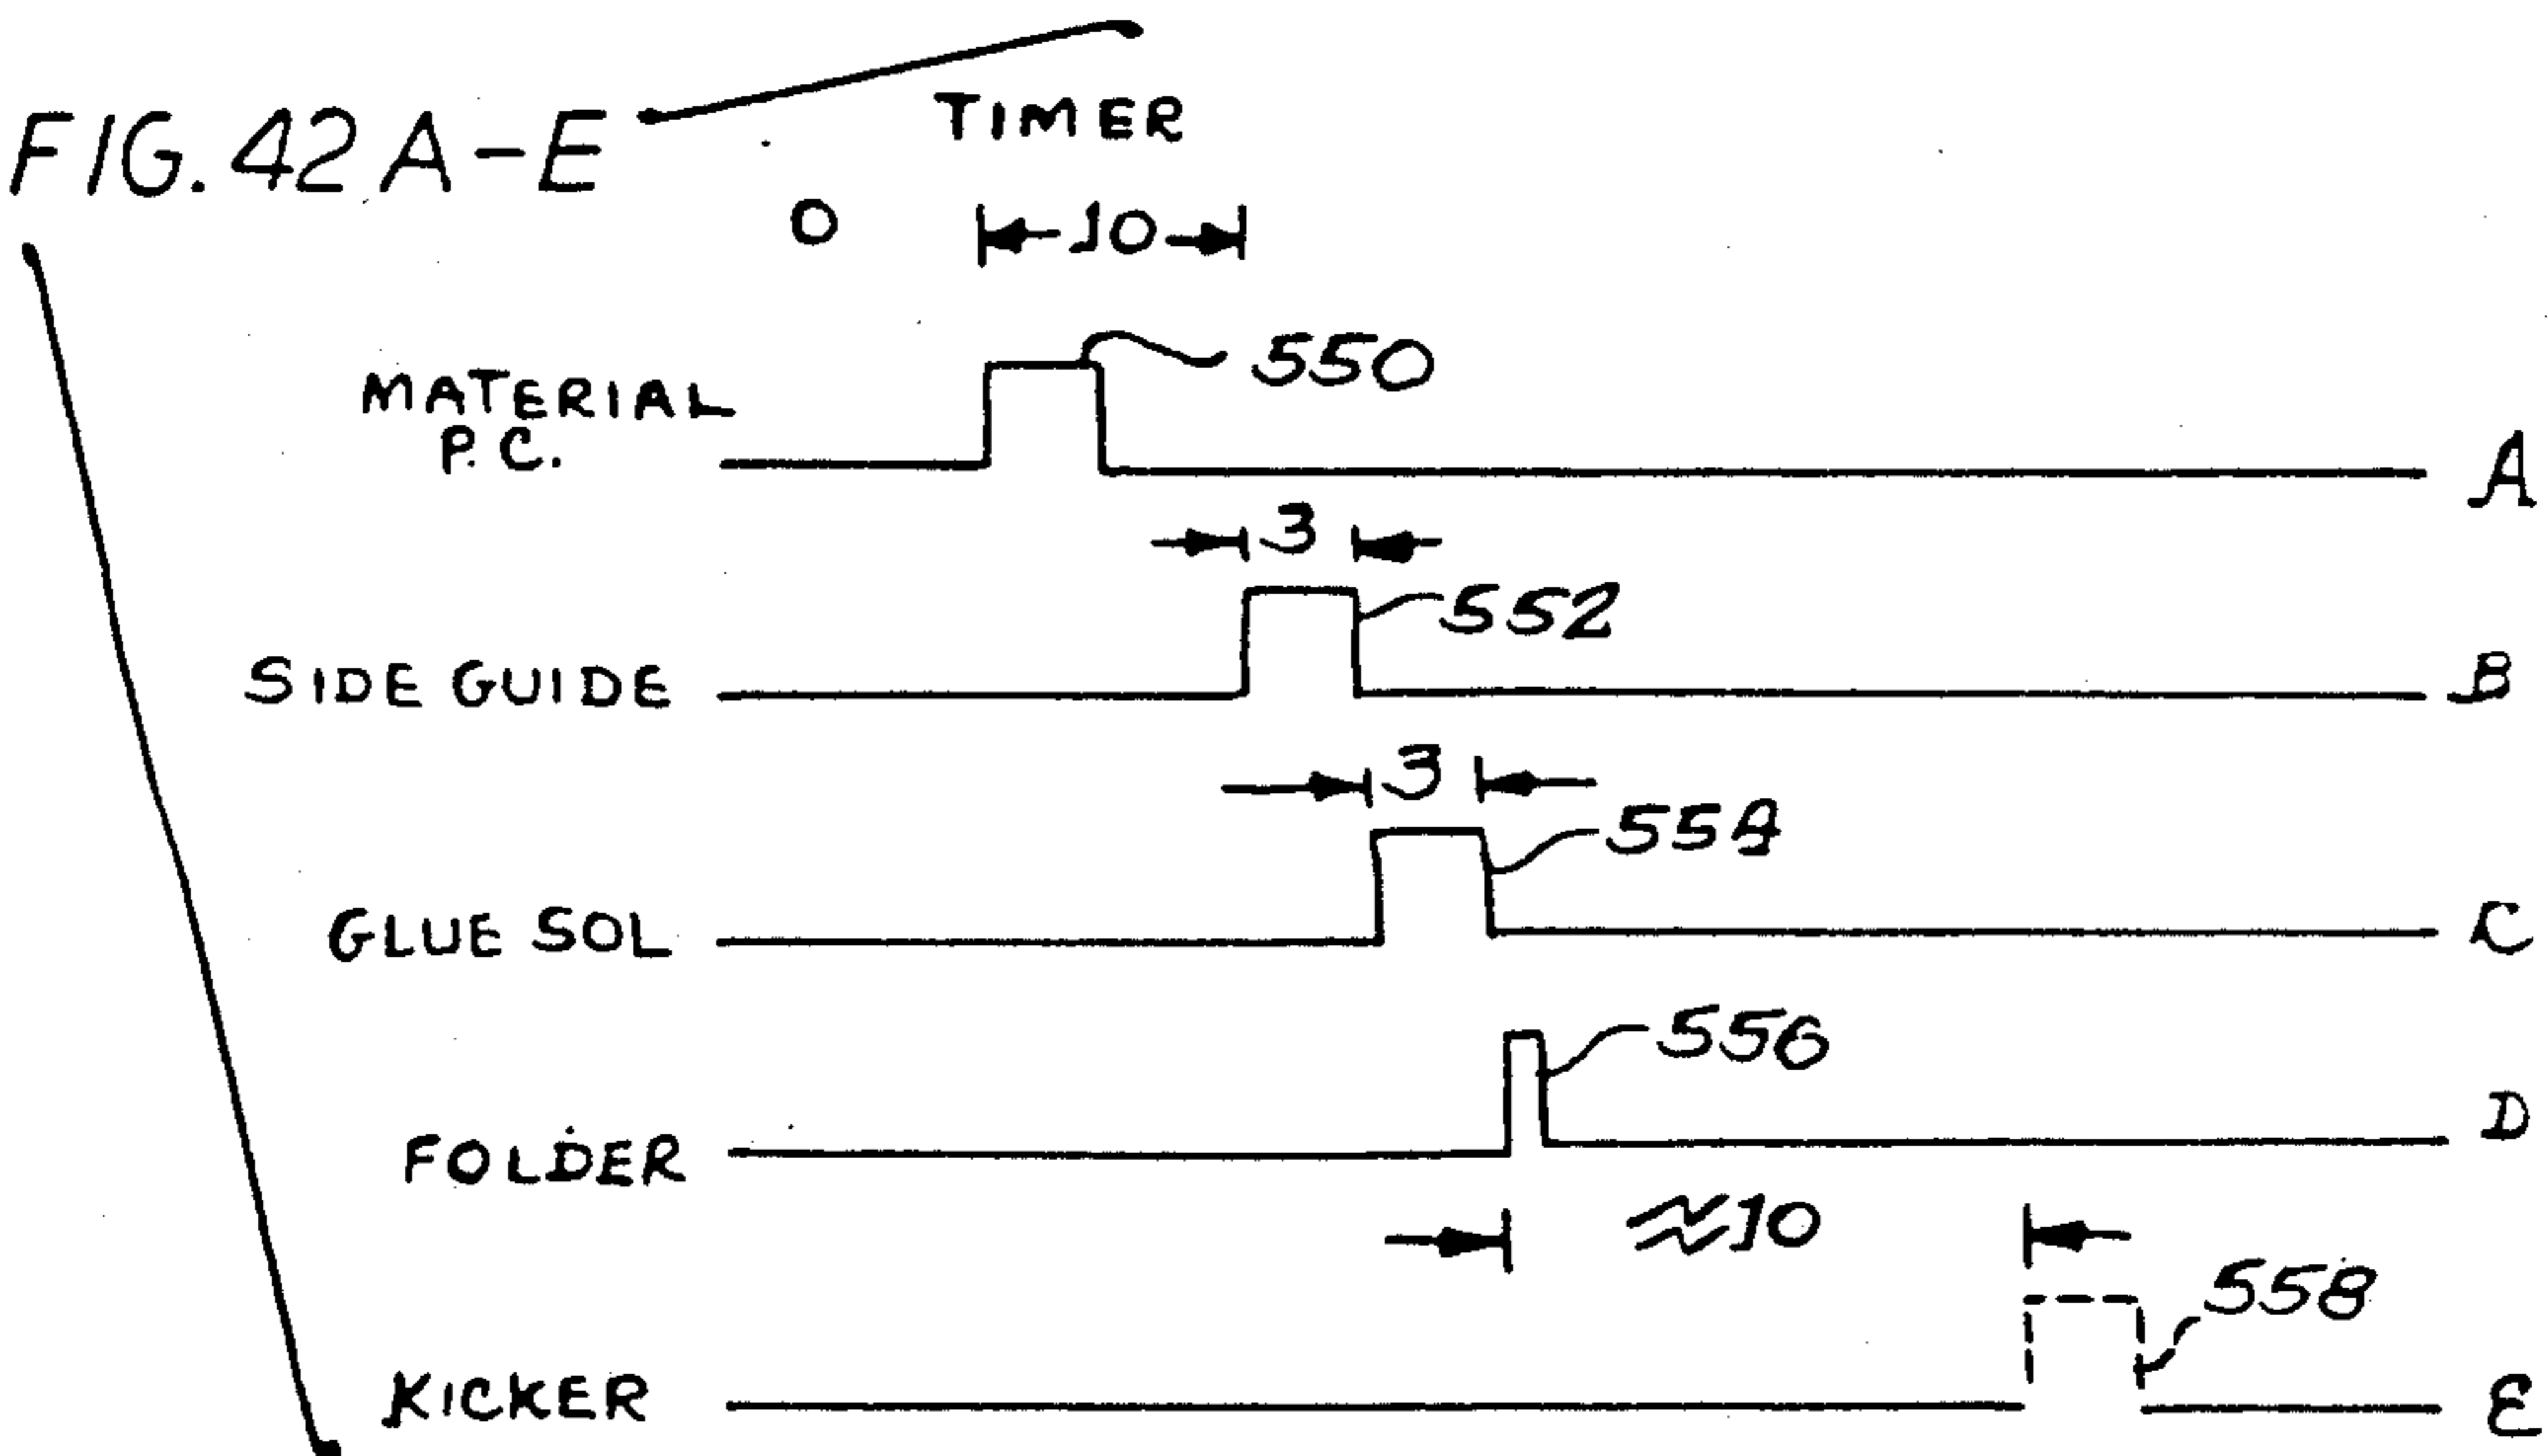 FIG. 42 A-E
TIMER
0
10
MATERIAL
P.C.
550
A
3
SIDE GUIDE
552
B
3
GLUE SOL
554
C
FOLDER
556
D
≈10
KICKER
558
E